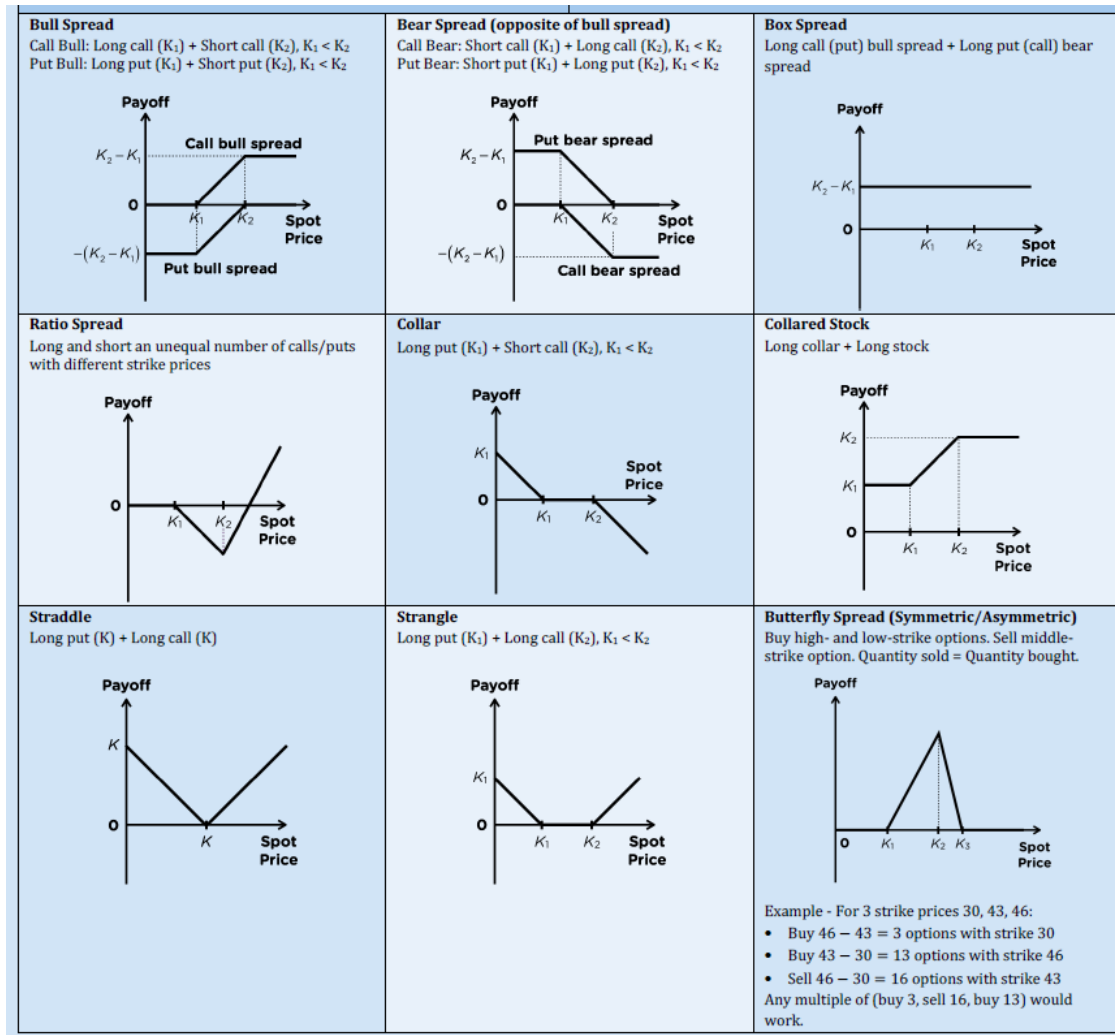 Bull Spread
Call Bull: Long call (K₁) + Short call (K₂), K₁ < K₂
Put Bull: Long put (K₁) + Short put (K₂), K₁ < K₂
Payoff
Call bull spread
K₂ – K₁
0
K₁
K₂
Spot
Price
–(K₂ – K₁)
Put bull spread
Bear Spread (opposite of bull spread)
Call Bear: Short call (K₁) + Long call (K₂), K₁ < K₂
Put Bear: Short put (K₁) + Long put (K₂), K₁ < K₂
Payoff
Put bear spread
K₂ – K₁
0
K₁
K₂
Spot
Price
–(K₂ – K₁)
Call bear spread
Box Spread
Long call (put) bull spread + Long put (call) bear
spread
Payoff
K₂ – K₁
0
K₁
K₂
Spot
Price
Ratio Spread
Long and short an unequal number of calls/puts
with different strike prices
Payoff
0
K₁
K₂
Spot
Price
Collar
Long put (K₁) + Short call (K₂), K₁ < K₂
Payoff
K₁
Spot
Price
0
K₁
K₂
Collared Stock
Long collar + Long stock
Payoff
K₂
K₁
0
K₁
K₂
Spot
Price
Straddle
Long put (K) + Long call (K)
Payoff
K
0
K
Spot
Price
Strangle
Long put (K₁) + Long call (K₂), K₁ < K₂
Payoff
K₁
0
K₁
K₂
Spot
Price
Butterfly Spread (Symmetric/Asymmetric)
Buy high- and low-strike options. Sell middle-
strike option. Quantity sold = Quantity bought.
Payoff
0
K₁
K₂
K₃
Spot
Price
Example - For 3 strike prices 30, 43, 46:
• Buy 46 – 43 = 3 options with strike 30
• Buy 43 – 30 = 13 options with strike 46
• Sell 46 – 30 = 16 options with strike 43
Any multiple of (buy 3, sell 16, buy 13) would
work.